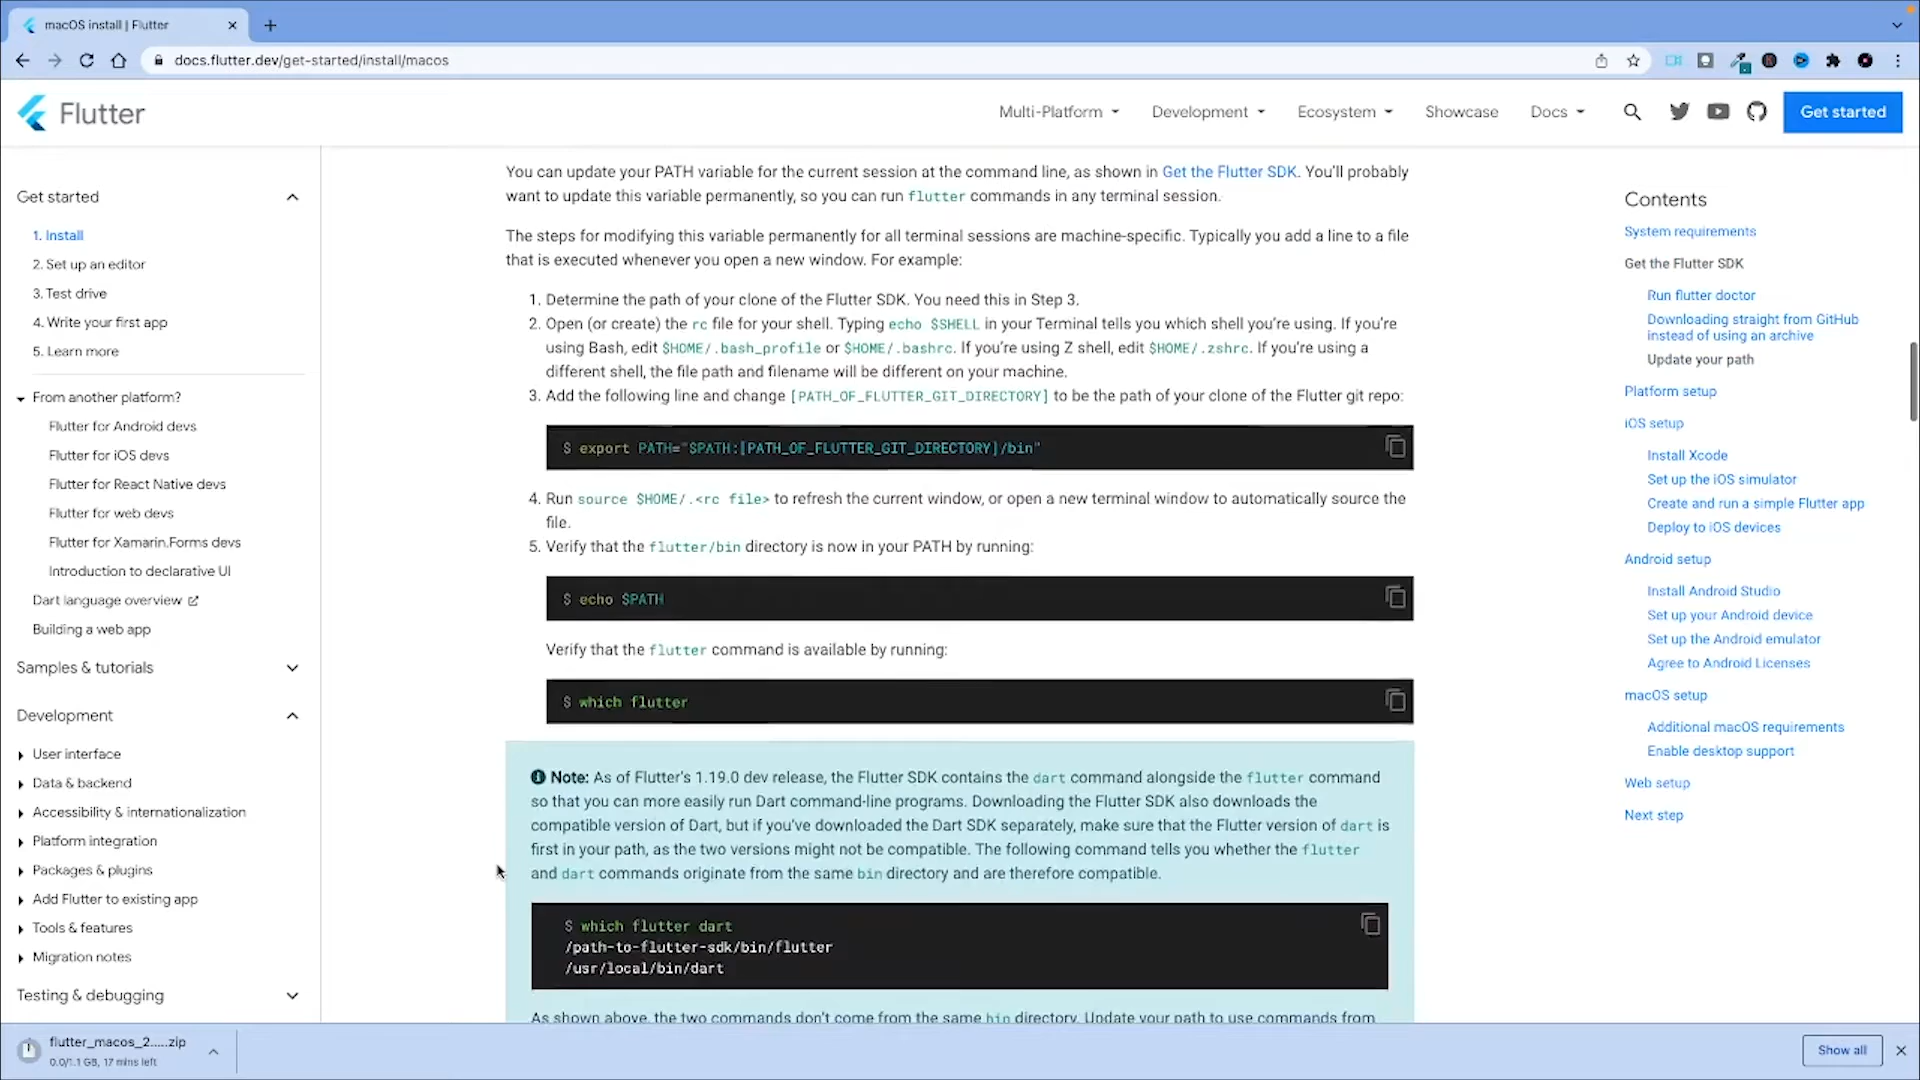 macOS install | Flutter
docs.flutter.dev/get-started/install/macos
Flutter
Multi-Platform
Development
Ecosystem
Showcase
Docs
Get started
Get started
1. Install
2. Set up an editor
3. Test drive
4. Write your first app
5. Learn more
From another platform?
Flutter for Android devs
Flutter for iOS devs
Flutter for React Native devs
Flutter for web devs
Flutter for Xamarin.Forms devs
Introduction to declarative UI
Dart language overview
Building a web app
Samples & tutorials
Development
User interface
Data & backend
Accessibility & internationalization
Platform integration
Packages & plugins
Add Flutter to existing app
Tools & features
Migration notes
Testing & debugging
You can update your PATH variable for the current session at the command line, as shown in Get the Flutter SDK. You'll probably
want to update this variable permanently, so you can run flutter commands in any terminal session.
The steps for modifying this variable permanently for all terminal sessions are machine-specific. Typically you add a line to a file
that is executed whenever you open a new window. For example:
1. Determine the path of your clone of the Flutter SDK. You need this in Step 3.
2. Open (or create) the rc file for your shell. Typing echo $SHELL in your Terminal tells you which shell you're using. If you're
using Bash, edit $HOME/.bash_profile or $HOME/.bashrc. If you're using Z shell, edit $HOME/.zshrc. If you're using a
different shell, the file path and filename will be different on your machine.
3. Add the following line and change [PATH_OF_FLUTTER_GIT_DIRECTORY] to be the path of your clone of the Flutter git repo:
$ export PATH="$PATH:[PATH_OF_FLUTTER_GIT_DIRECTORY]/bin"
4. Run source $HOME/.<rc file> to refresh the current window, or open a new terminal window to automatically source the
file.
5. Verify that the flutter/bin directory is now in your PATH by running:
$ echo $PATH
Verify that the flutter command is available by running:
$ which flutter
Note: As of Flutter's 1.19.0 dev release, the Flutter SDK contains the dart command alongside the flutter command
so that you can more easily run Dart command-line programs. Downloading the Flutter SDK also downloads the
compatible version of Dart, but if you've downloaded the Dart SDK separately, make sure that the Flutter version of dart is
first in your path, as the two versions might not be compatible. The following command tells you whether the flutter
and dart commands originate from the same bin directory and are therefore compatible.
$ which flutter dart
/path-to-flutter-sdk/bin/flutter
/usr/local/bin/dart
As shown above, the two commands don't come from the same bin directory. Update your path to use commands from
Contents
System requirements
Get the Flutter SDK
Run flutter doctor
Downloading straight from GitHub
instead of using an archive
Update your path
Platform setup
iOS setup
Install Xcode
Set up the iOS simulator
Create and run a simple Flutter app
Deploy to iOS devices
Android setup
Install Android Studio
Set up your Android device
Set up the Android emulator
Agree to Android Licenses
macOS setup
Additional macOS requirements
Enable desktop support
Web setup
Next step
flutter_macos_2.....zip
0.0/1.1 GB, 17 mins left
Show all